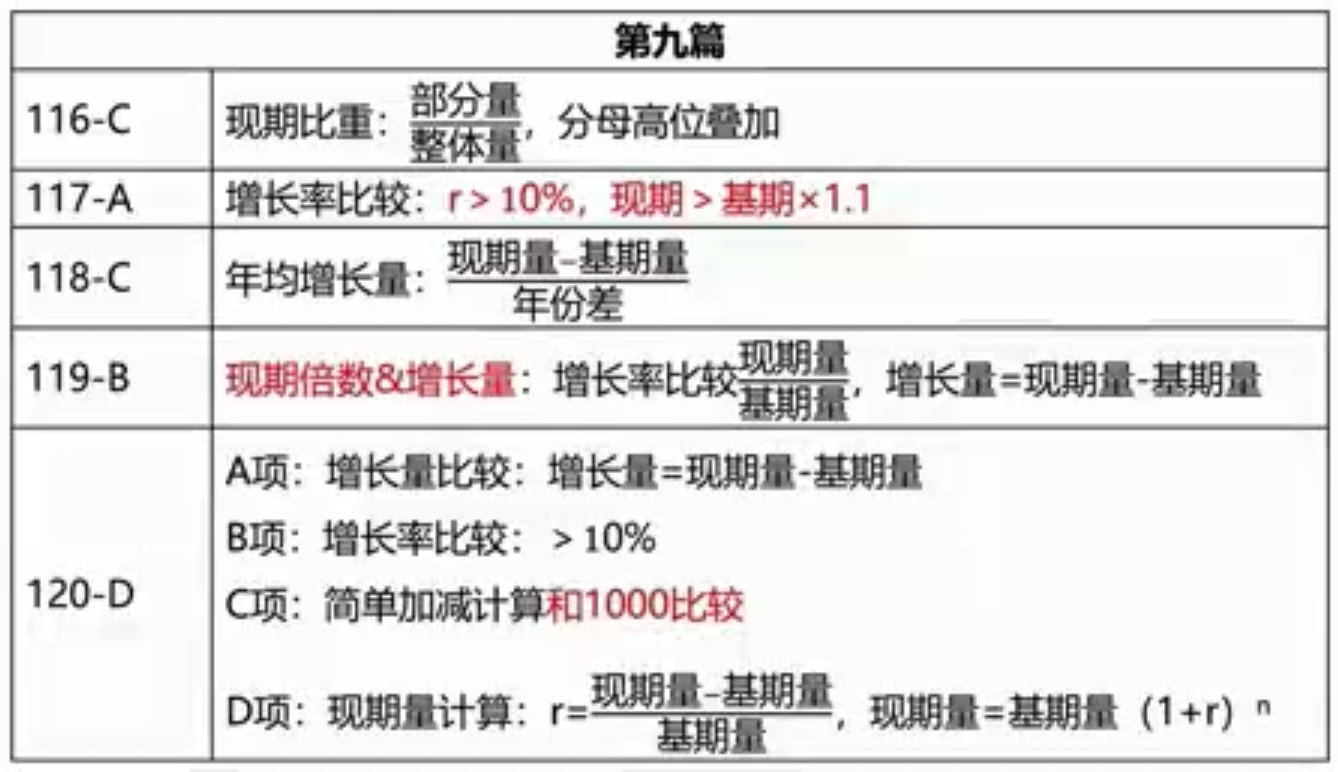 第九篇
116-C 现期比重：部分量/整体量，分母高位叠加
117-A 增长率比较：r＞10%，现期＞基期×1.1
118-C 年均增长量：现期量-基期量/年份差
119-B 现期倍数&增长量：增长率比较现期量/基期量，增长量=现期量-基期量
120-D
A项：增长量比较：增长量=现期量-基期量
B项：增长率比较：＞10%
C项：简单加减计算和1000比较
D项：现期量计算：r=现期量-基期量/基期量，现期量=基期量（1+r）ⁿ